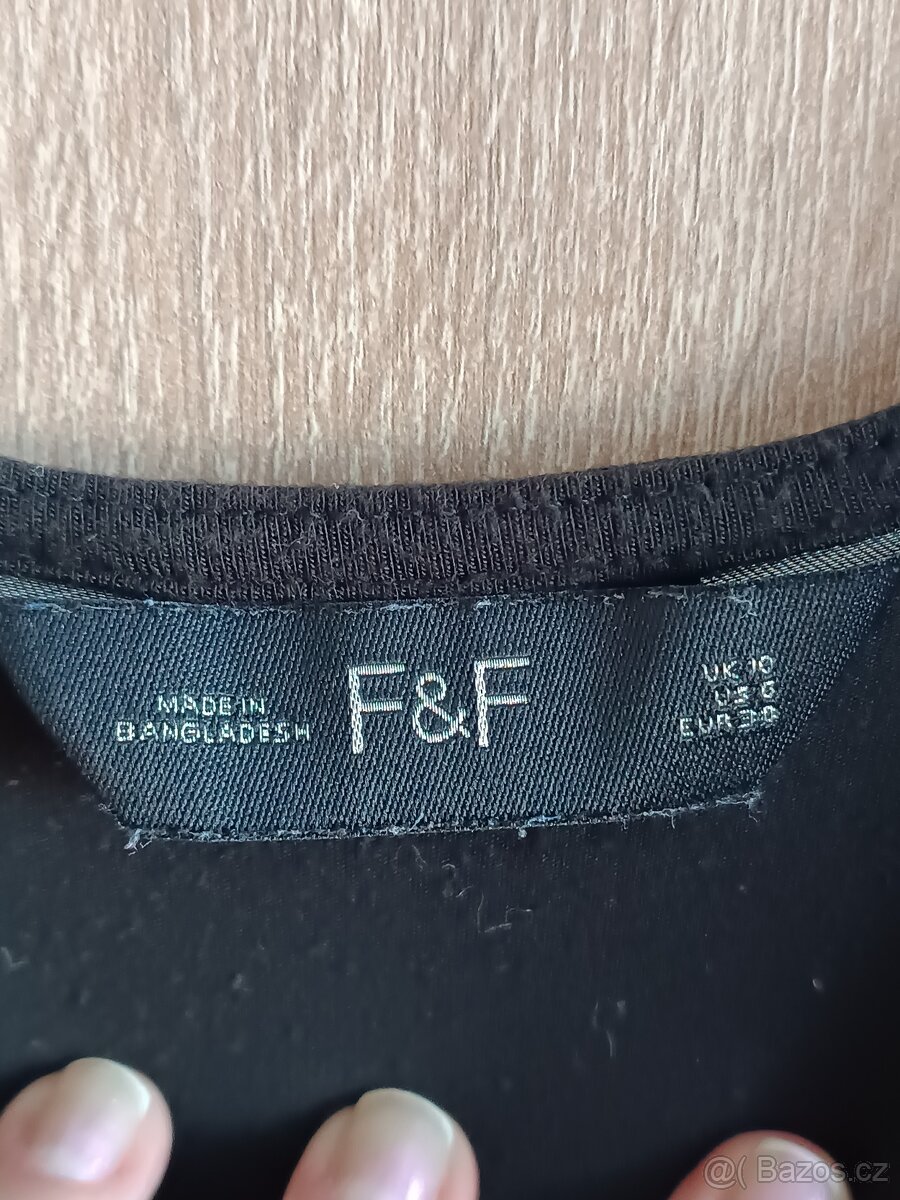 MADE IN
BANGLADESH
F&F
UK 10
US 6
EUR 38
@( Bazos.cz